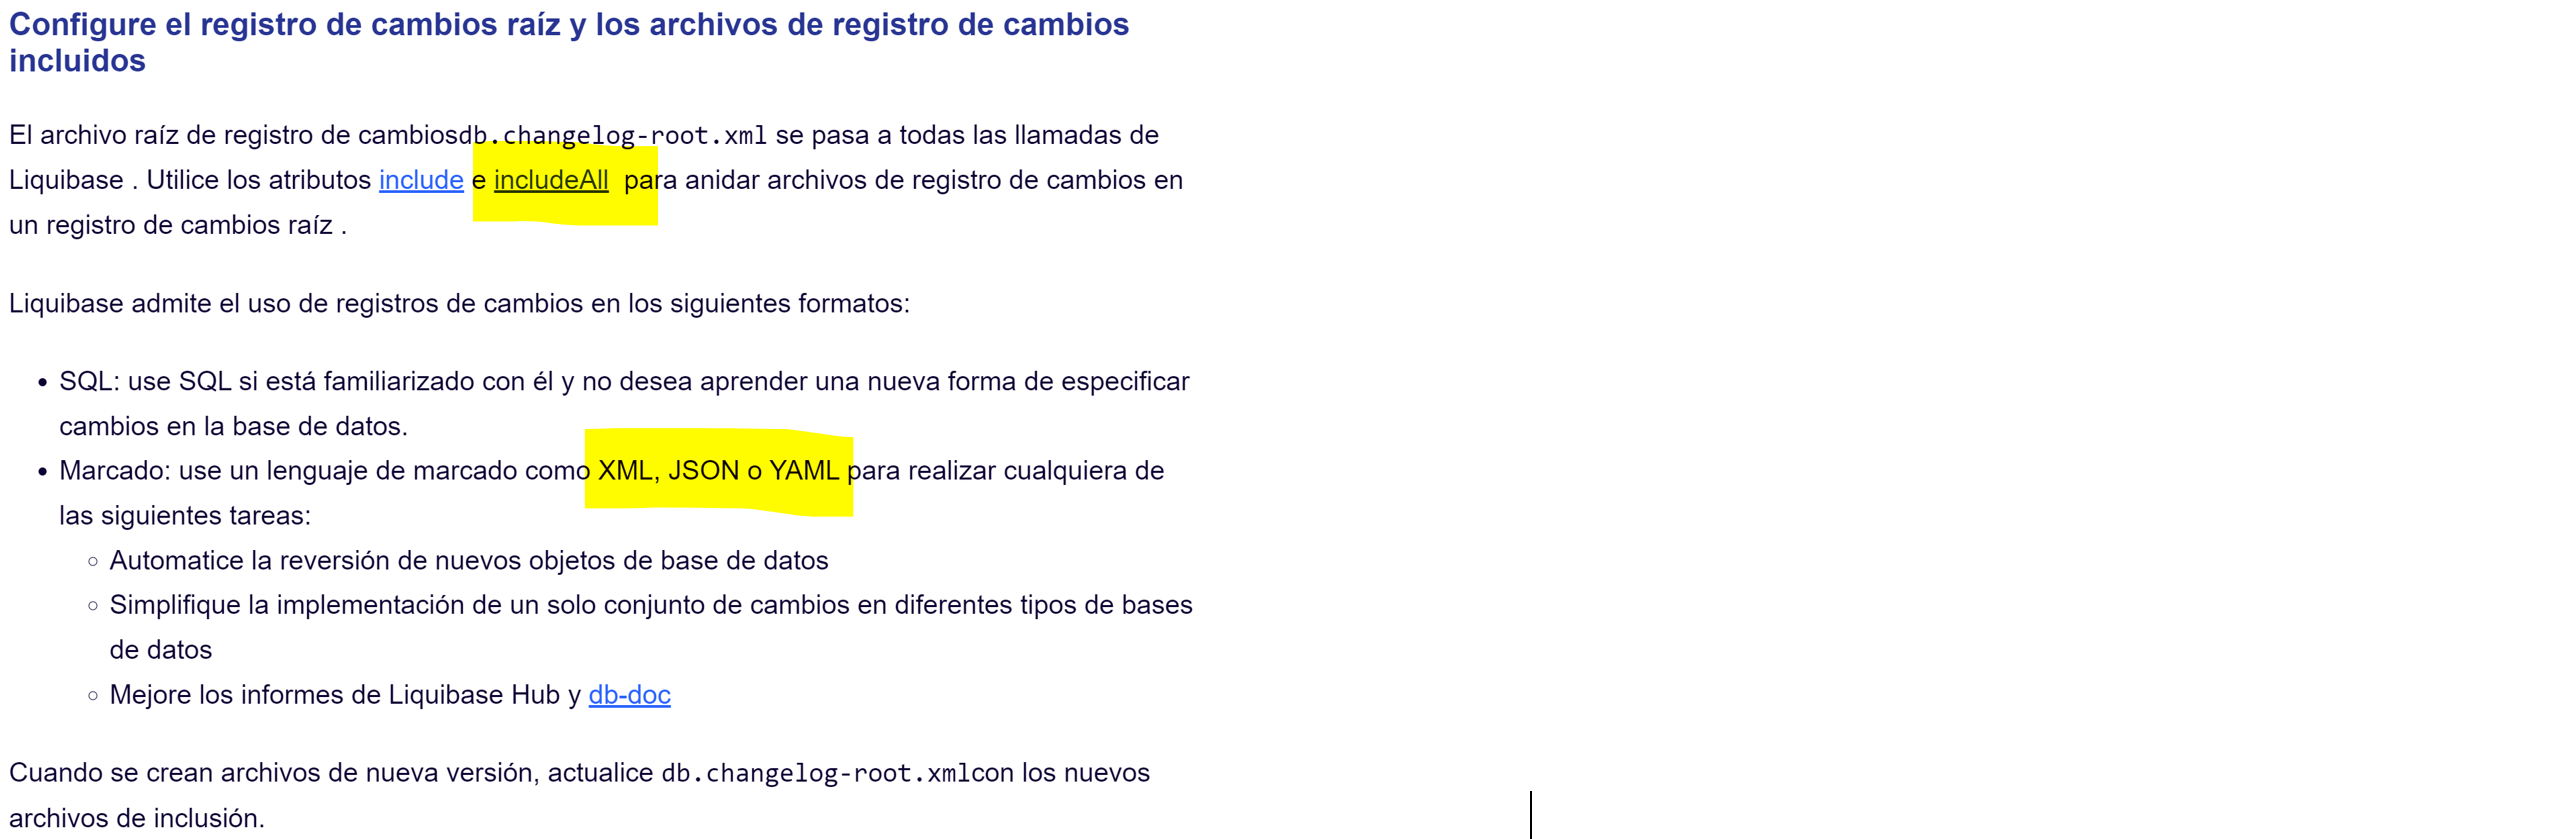 Configure el registro de cambios raíz y los archivos de registro de cambios
incluidos
El archivo raíz de registro de cambiosdb.changelog-root.xml se pasa a todas las llamadas de
Liquibase . Utilice los atributos include e includeAll para anidar archivos de registro de cambios en
un registro de cambios raíz .
Liquibase admite el uso de registros de cambios en los siguientes formatos:
• SQL: use SQL si está familiarizado con él y no desea aprender una nueva forma de especificar
cambios en la base de datos.
• Marcado: use un lenguaje de marcado como XML, JSON o YAML para realizar cualquiera de
las siguientes tareas:
◦ Automatice la reversión de nuevos objetos de base de datos
◦ Simplifique la implementación de un solo conjunto de cambios en diferentes tipos de bases
de datos
◦ Mejore los informes de Liquibase Hub y db-doc
Cuando se crean archivos de nueva versión, actualice db.changelog-root.xmlcon los nuevos
archivos de inclusión.